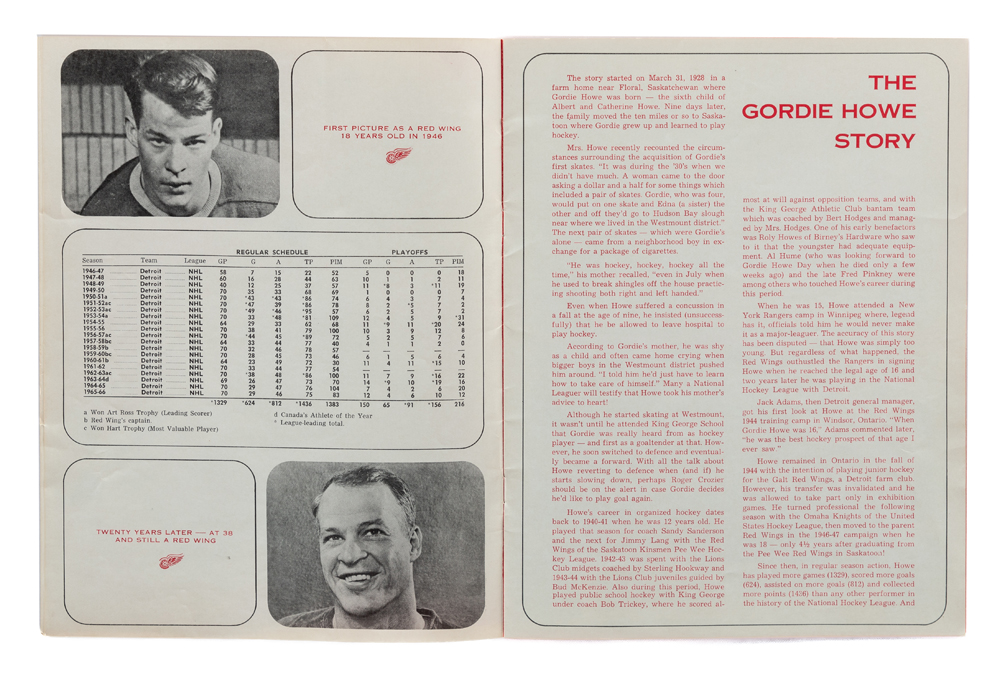 FIRST PICTURE AS A RED WING
18 YEARS OLD IN 1946
REGULAR SCHEDULE PLAYOFFS
Season Team League GP G A TP PIM GP G A TP PIM
1946-47 Detroit NHL 58 7 15 22 52 5 0 0 0 18
1947-48 Detroit NHL 60 16 28 44 63 10 1 1 2 11
1948-49 Detroit NHL 40 12 25 37 57 11 *8 3 *11 19
1949-50 Detroit NHL 70 35 33 68 69 1 0 0 0 7
1950-51a Detroit NHL 70 *43 *43 *86 74 6 4 3 7 4
1951-52ac Detroit NHL 70 *47 39 *86 78 8 2 *5 7 2
1952-53ac Detroit NHL 70 *49 *46 *95 57 6 2 5 7 2
1953-54a Detroit NHL 70 33 *48 *81 109 12 4 5 9 *31
1954-55 Detroit NHL 64 29 33 62 68 11 *9 11 *20 24
1955-56 Detroit NHL 70 38 41 79 100 10 3 9 12 8
1956-57ac Detroit NHL 70 *44 45 *89 72 5 2 5 7 6
1957-58bc Detroit NHL 64 33 44 77 40 4 1 1 2 0
1958-59b Detroit NHL 70 32 46 78 57 — — — — —
1959-60bc Detroit NHL 70 28 45 73 46 6 1 5 6 4
1960-61b Detroit NHL 64 23 49 72 30 11 4 11 *15 10
1961-62 Detroit NHL 70 33 44 77 54 — — — — —
1962-63ac Detroit NHL 70 38 48 *86 100 11 7 9 *16 22
1963-64d Detroit NHL 69 26 47 73 70 14 *9 10 *19 16
1964-65 Detroit NHL 70 29 47 76 104 7 4 2 6 20
1965-66 Detroit NHL 70 29 46 75 83 12 4 6 10 12
*1329 *624 *812 *1436 1383 150 65 *91 *156 216
a Won Art Ross Trophy (Leading Scorer)
b Red Wing's captain.
c Won Hart Trophy (Most Valuable Player)
d Canada's Athlete of the Year
* League-leading total.
TWENTY YEARS LATER — AT 38
AND STILL A RED WING
THE
GORDIE HOWE
STORY
The story started on March 31, 1928 in a
farm home near Floral, Saskatchewan where
Gordie Howe was born — the sixth child of
Albert and Catherine Howe. Nine days later,
the family moved the ten miles or so to Saska-
toon where Gordie grew up and learned to play
hockey.
Mrs. Howe recently recounted the circum-
stances surrounding the acquisition of Gordie's
first skates. "It was during the '30's when we
didn't have much. A woman came to the door
asking a dollar and a half for some things which
included a pair of skates. Gordie, who was four,
would put on one skate and Edna (a sister) the
other and off they'd go to Hudson Bay slough
near where we lived in the Westmount district."
The next pair of skates — which were Gordie's
alone — came from a neighborhood boy in ex-
change for a package of cigarettes.
"He was hockey, hockey, hockey all the
time," his mother recalled, "even in July when
he used to break shingles off the house practic-
ing shooting both right and left handed."
Even when Howe suffered a concussion in
a fall at the age of nine, he insisted (unsuccess-
fully) that he be allowed to leave hospital to
play hockey.
According to Gordie's mother, he was shy
as a child and often came home crying when
bigger boys in the Westmount district pushed
him around. "I told him he'd just have to learn
how to take care of himself." Many a National
Leaguer will testify that Howe took his mother's
advice to heart!
Although he started skating at Westmount,
it wasn't until he attended King George School
that Gordie was really heard from as hockey
player — and first as a goaltender at that. How-
ever, he soon switched to defence and eventual-
ly became a forward. With all the talk about
Howe reverting to defence when (and if) he
starts slowing down, perhaps Roger Crozier
should be on the alert in case Gordie decides
he'd like to play goal again.
Howe's career in organized hockey dates
back to 1940-41 when he was 12 years old. He
played that season for coach Sandy Sanderson
and the next for Jimmy Lang with the Red
Wings of the Saskatoon Kinsmen Pee Wee Hoc-
key League. 1942-43 was spent with the Lions
Club midgets coached by Sterling Hookway and
1943-44 with the Lions Club juveniles guided by
Bud McKenzie. Also during this period, Howe
played public school hockey with King George
under coach Bob Trickey, where he scored al-
most at will against opposition teams, and with
the King George Athletic Club bantam team
which was coached by Bert Hodges and manag-
ed by Mrs. Hodges. One of his early benefactors
was Roly Howes of Birney's Hardware who saw
to it that the youngster had adequate equip-
ment. Al Hume (who was looking forward to
Gordie Howe Day when he died only a few
weeks ago) and the late Fred Pinkney were
among others who touched Howe's career during
this period.
When he was 15, Howe attended a New
York Rangers camp in Winnipeg where, legend
has it, officials told him he would never make
it as a major-leaguer. The accuracy of this story
has been disputed — that Howe was simply too
young. But regardless of what happened, the
Red Wings outhustled the Rangers in signing
Howe when he reached the legal age of 16 and
two years later he was playing in the National
Hockey League with Detroit.
Jack Adams, then Detroit general manager,
got his first look at Howe at the Red Wings
1944 training camp in Windsor, Ontario. "When
Gordie Howe was 16," Adams commented later,
"he was the best hockey prospect of that age I
ever saw."
Howe remained in Ontario in the fall of
1944 with the intention of playing junior hockey
for the Galt Red Wings, a Detroit farm club.
However, his transfer was invalidated and he
was allowed to take part only in exhibition
games. He turned professional the following
season with the Omaha Knights of the United
States Hockey League, then moved to the parent
Red Wings in the 1946-47 campaign when he
was 18 — only 4½ years after graduating from
the Pee Wee Red Wings in Saskatoon!
Since then, in regular season action, Howe
has played more games (1329), scored more goals
(624), assisted on more goals (812) and collected
more points (1436) than any other performer in
the history of the National Hockey League. And